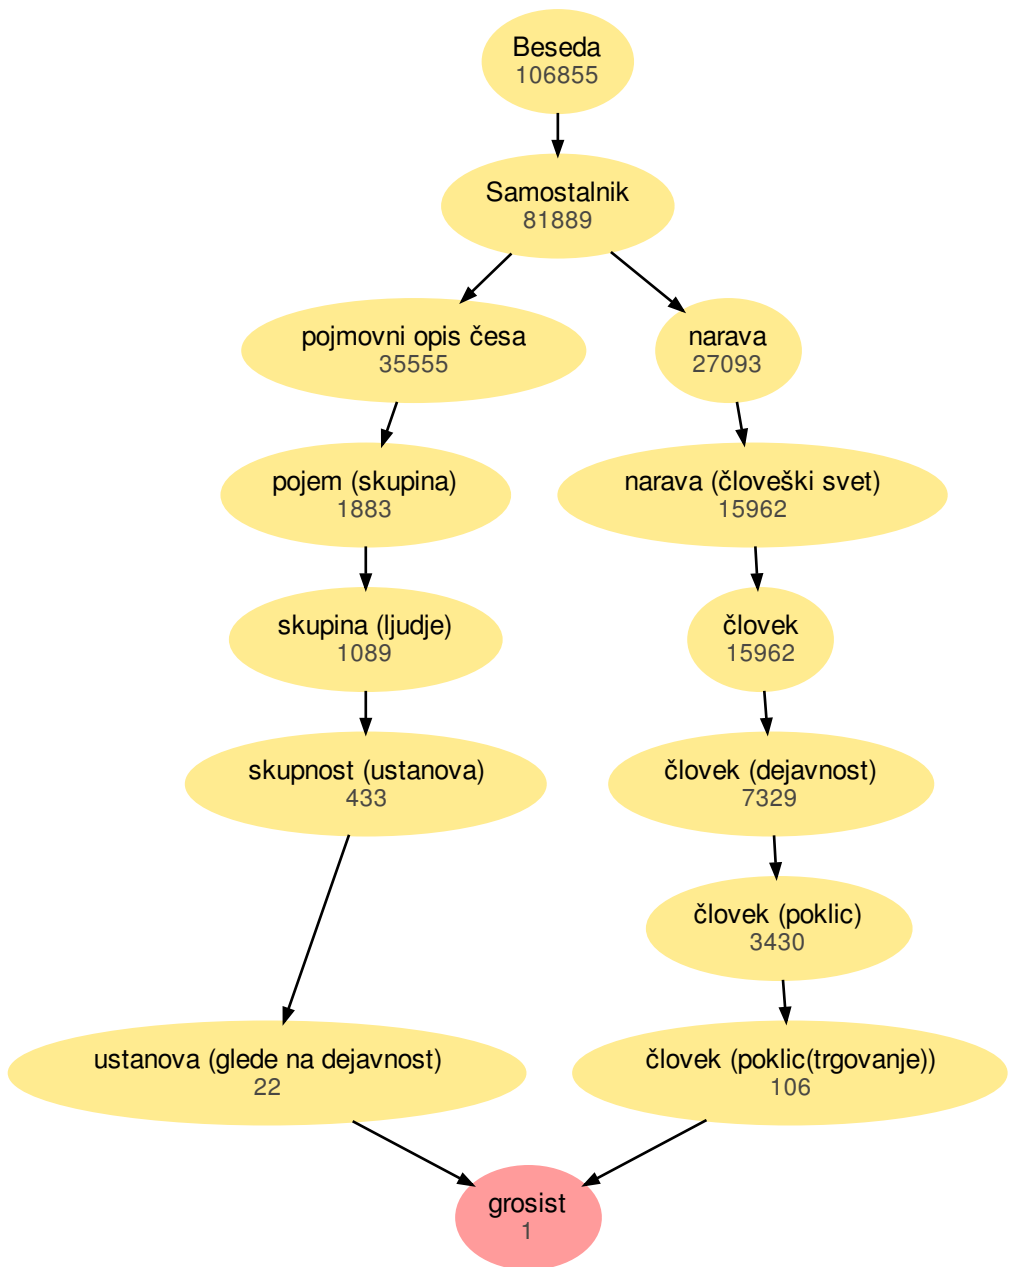 Beseda
106855
Samostalnik
81889
pojmovni opis česa
35555
narava
27093
pojem (skupina)
1883
narava (človeški svet)
15962
skupina (ljudje)
1089
človek
15962
skupnost (ustanova)
433
človek (dejavnost)
7329
človek (poklic)
3430
ustanova (glede na dejavnost)
22
človek (poklic(trgovanje))
106
grosist
1